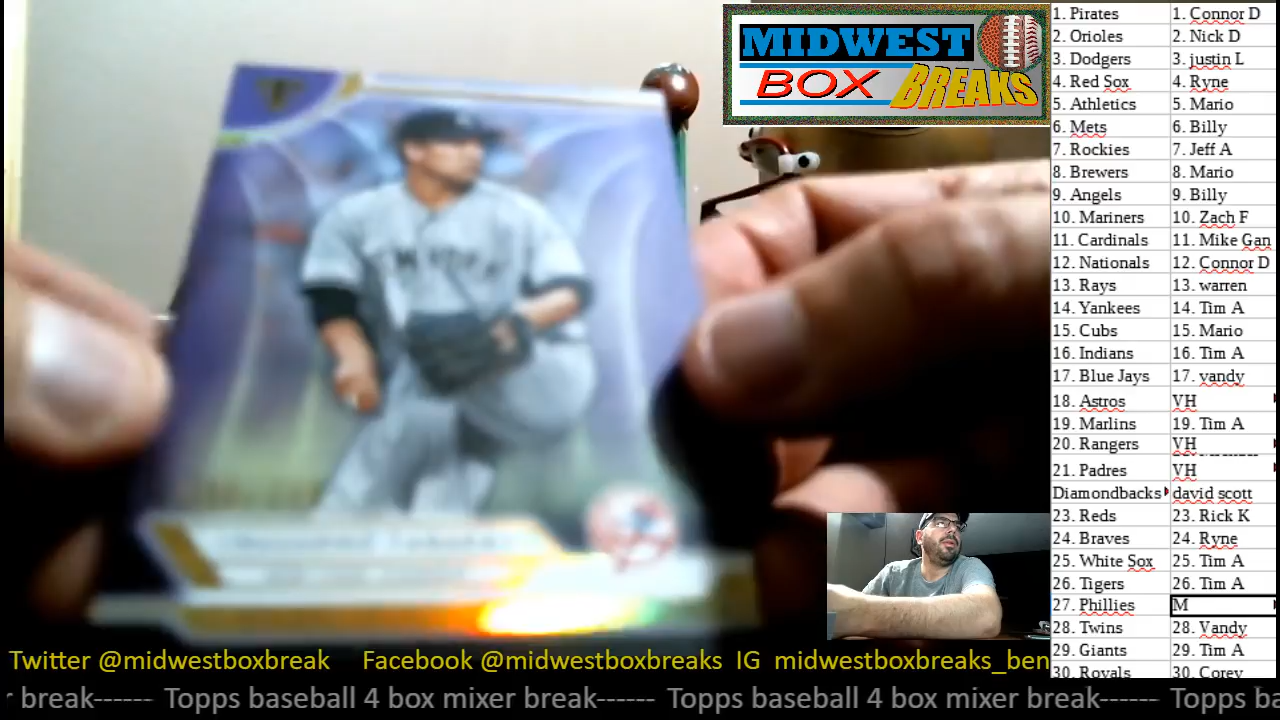 MIDWEST
BOX BREAKS
1. Pirates 1. Connor D
2. Orioles 2. Nick D
3. Dodgers 3. justin L
4. Red Sox 4. Ryne
5. Athletics 5. Mario
6. Mets 6. Billy
7. Rockies 7. Jeff A
8. Brewers 8. Mario
9. Angels 9. Billy
10. Mariners 10. Zach F
11. Cardinals 11. Mike Gan
12. Nationals 12. Connor D
13. Rays 13. warren
14. Yankees 14. Tim A
15. Cubs 15. Mario
16. Indians 16. Tim A
17. Blue Jays 17. vandy
18. Astros VH
19. Marlins 19. Tim A
20. Rangers VH
21. Padres VH
Diamondbacks david scott
23. Reds 23. Rick K
24. Braves 24. Ryne
25. White Sox 25. Tim A
26. Tigers 26. Tim A
27. Phillies M
28. Twins 28. Vandy
29. Giants 29. Tim A
30. Royals 30. Corey
Twitter @midwestboxbreak Facebook @midwestboxbreaks IG midwestboxbreaks_ben
r break------ Topps baseball 4 box mixer break------ Topps baseball 4 box mixer break------ Topps ba